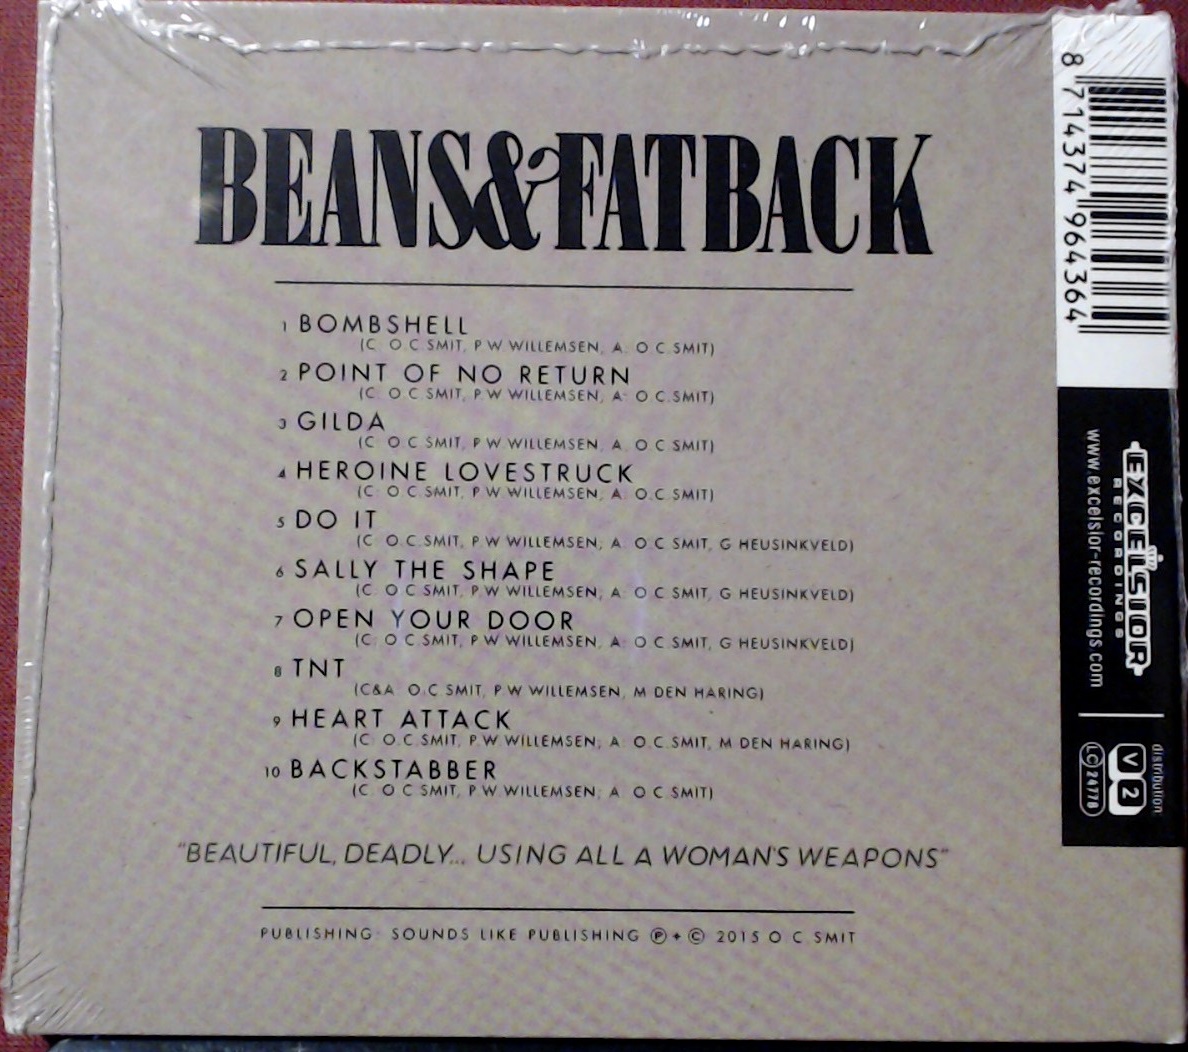 BEANS&FATBACK
1 BOMBSHELL
(C: O.C.SMIT, P.W.WILLEMSEN; A: O.C.SMIT)
2 POINT OF NO RETURN
(C: O.C.SMIT, P.W.WILLEMSEN; A: O.C.SMIT)
3 GILDA
(C: O.C.SMIT, P.W.WILLEMSEN; A: O.C.SMIT)
4 HEROINE LOVESTRUCK
(C: O.C.SMIT, P.W.WILLEMSEN; A: O.C.SMIT)
5 DO IT
(C: O.C.SMIT, P.W.WILLEMSEN; A: O.C.SMIT, G.HEUSINKVELD)
6 SALLY THE SHAPE
(C: O.C.SMIT, P.W.WILLEMSEN; A: O.C.SMIT, G.HEUSINKVELD)
7 OPEN YOUR DOOR
(C: O.C.SMIT, P.W.WILLEMSEN; A: O.C.SMIT, G.HEUSINKVELD)
8 TNT
(C&A: O.C.SMIT, P.W.WILLEMSEN, M.DEN HARING)
9 HEART ATTACK
(C: O.C.SMIT, P.W.WILLEMSEN; A: O.C.SMIT, M.DEN HARING)
10 BACKSTABBER
(C: O.C.SMIT, P.W.WILLEMSEN; A: O.C.SMIT)
"BEAUTIFUL, DEADLY... USING ALL A WOMAN'S WEAPONS"
PUBLISHING: SOUNDS LIKE PUBLISHING ℗+© 2015 O.C.SMIT
8 714374 964364
EXCELSIOR
RECORDINGS
www.excelsior-recordings.com
distribution
V2
LC 24778